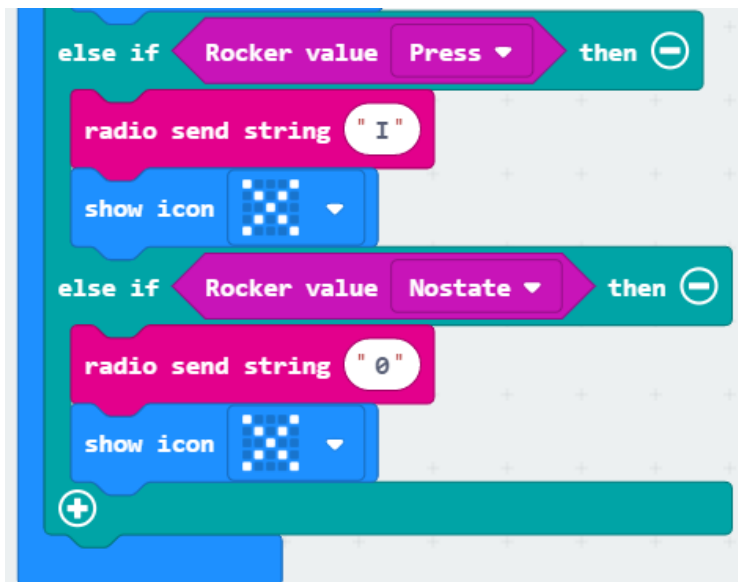 else if Rocker value Press then
radio send string "I"
show icon
else if Rocker value Nostate then
radio send string "0"
show icon